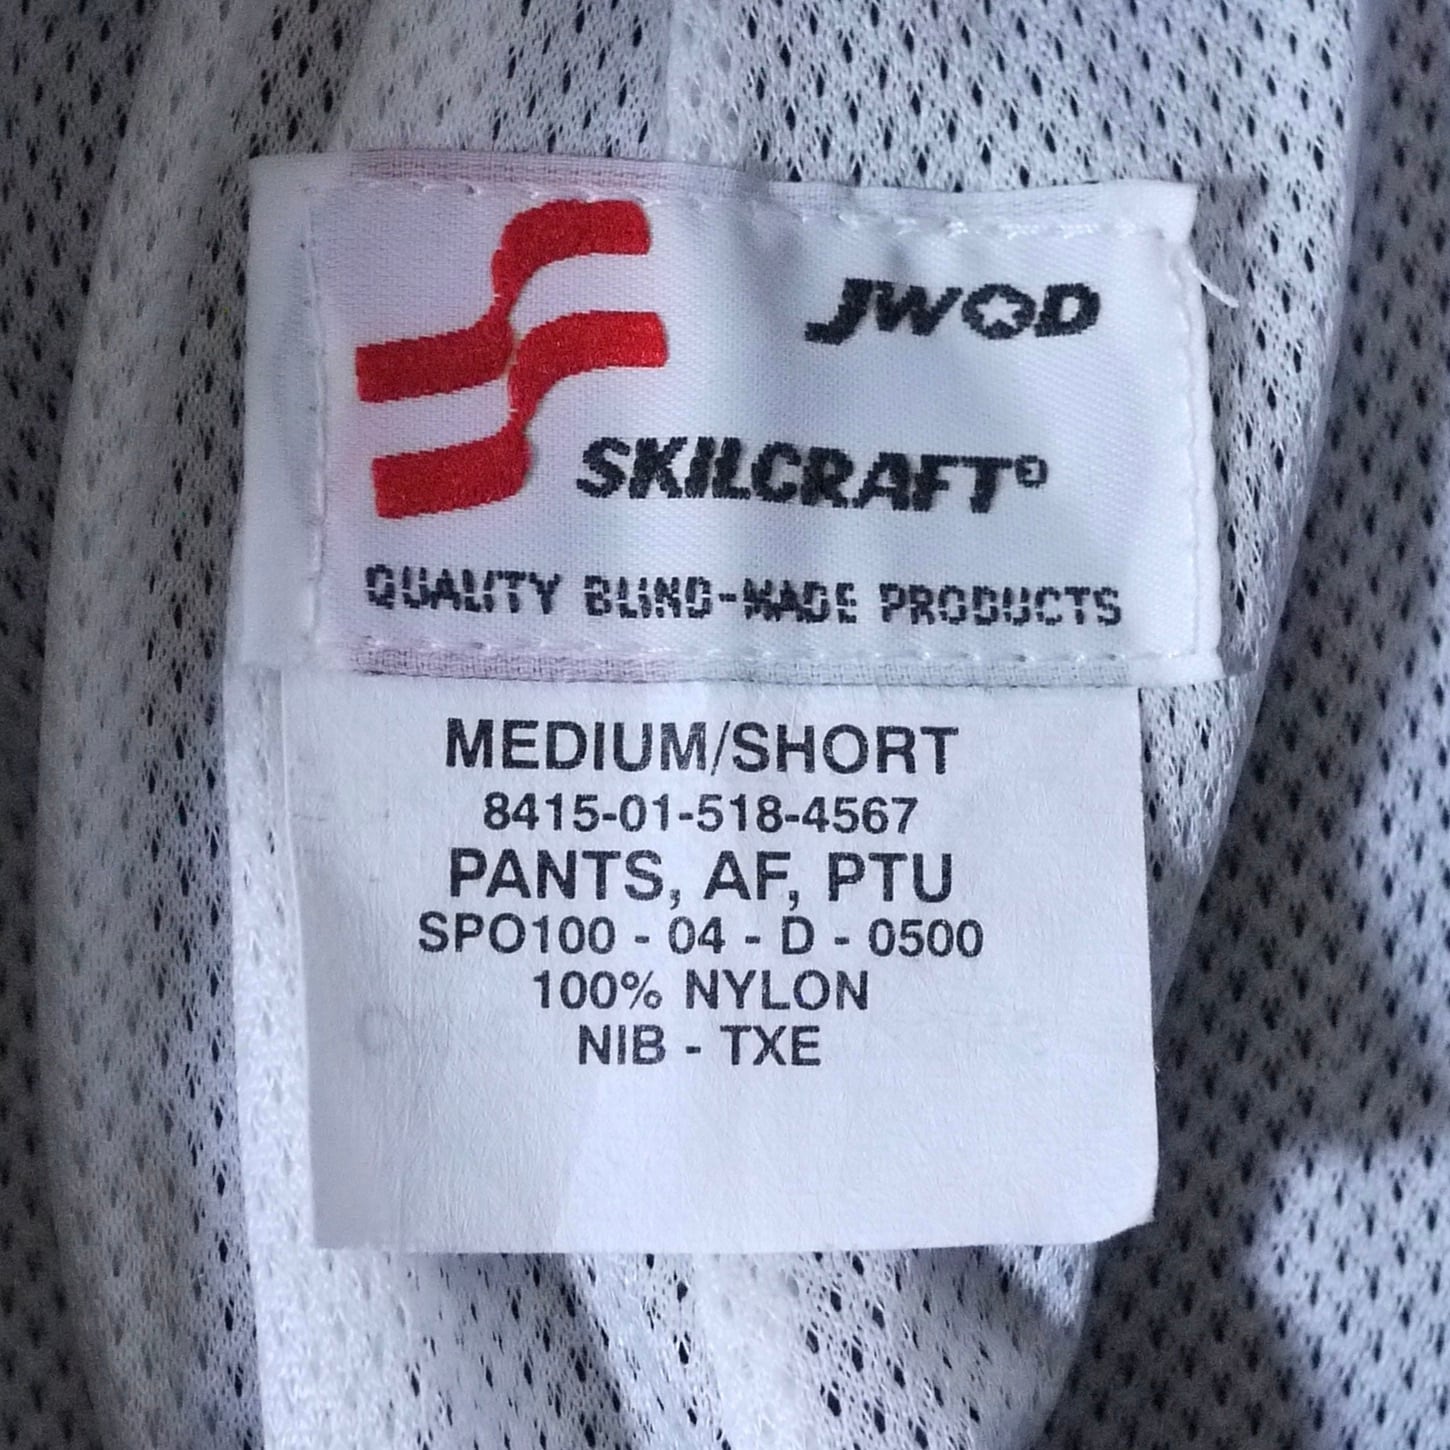 JWOD
SKILCRAFT®
QUALITY BLIND-MADE PRODUCTS
MEDIUM/SHORT
8415-01-518-4567
PANTS, AF, PTU
SPO100 - 04 - D - 0500
100% NYLON
NIB - TXE